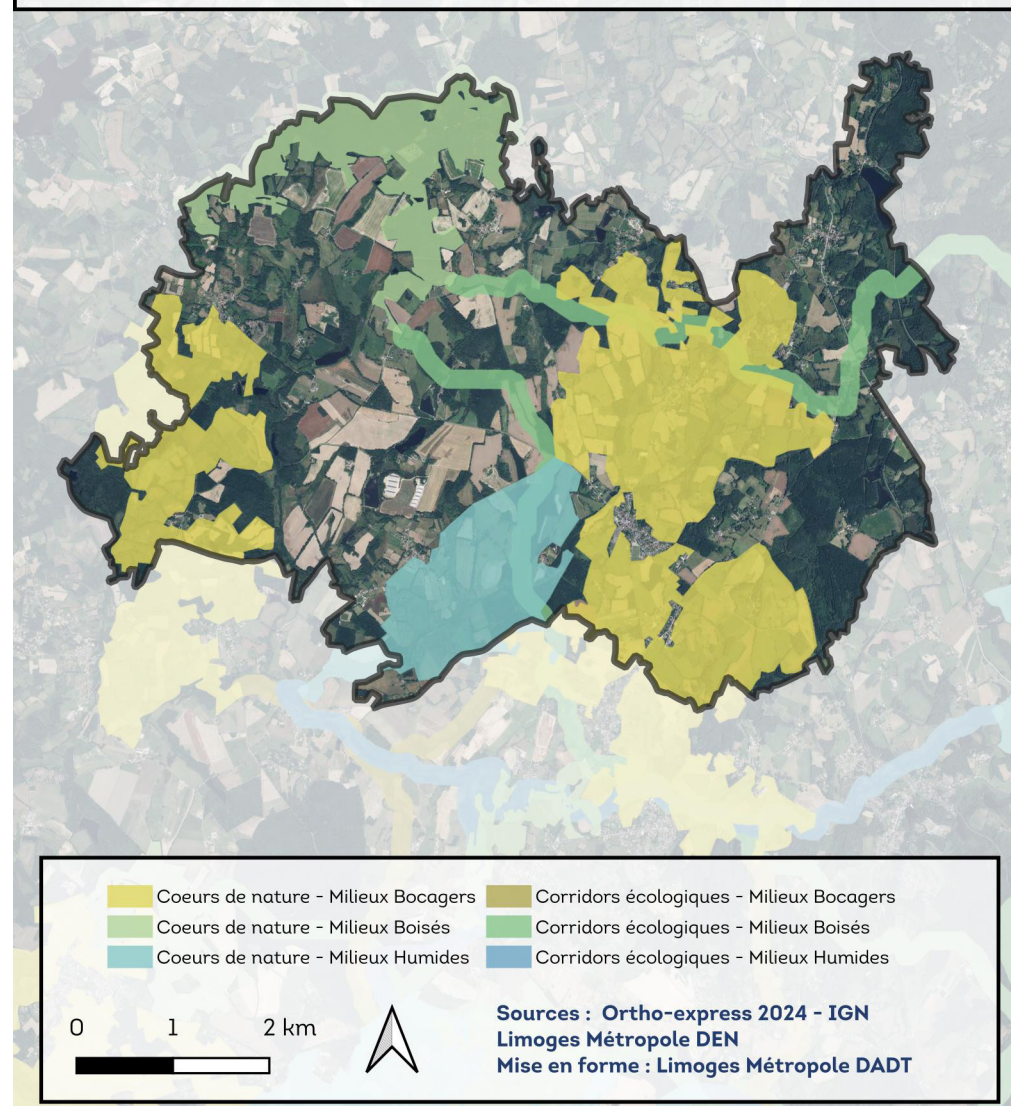 Coeurs de nature - Milieux Bocagers
Coeurs de nature - Milieux Boisés
Coeurs de nature - Milieux Humides
Corridors écologiques - Milieux Bocagers
Corridors écologiques - Milieux Boisés
Corridors écologiques - Milieux Humides
0 1 2 km
Sources : Ortho-express 2024 - IGN
Limoges Métropole DEN
Mise en forme : Limoges Métropole DADT